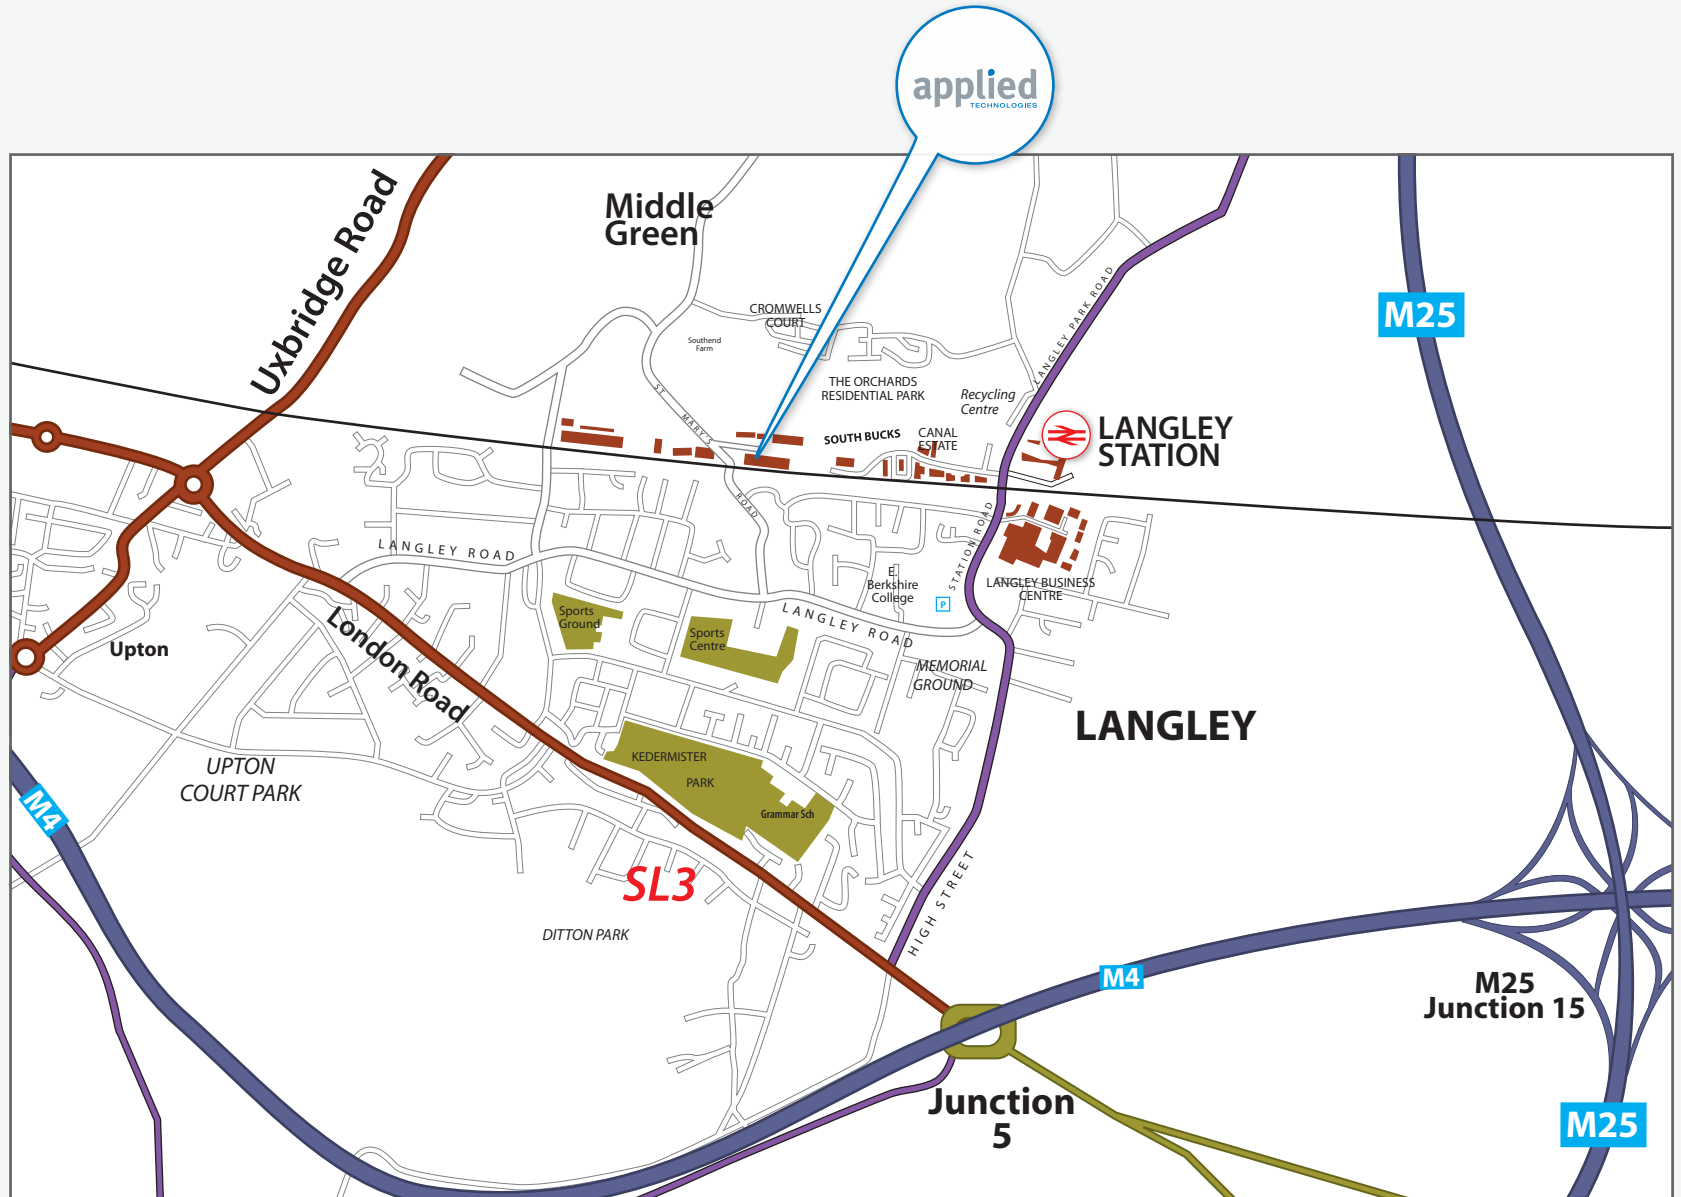 applied
TECHNOLOGIES
Uxbridge Road
Middle
Green
CROMWELLS
COURT
Southend
Farm
LANGLEY PARK ROAD
M25
THE ORCHARDS
RESIDENTIAL PARK
Recycling
Centre
ST MARY'S ROAD
SOUTH BUCKS
CANAL
ESTATE
LANGLEY
STATION
LANGLEY ROAD
STATION ROAD
E.
Berkshire
College
P
LANGLEY BUSINESS
CENTRE
Sports
Ground
Sports
Centre
LANGLEY ROAD
Upton
London Road
MEMORIAL
GROUND
LANGLEY
UPTON
COURT PARK
KEDERMISTER
PARK
Grammar Sch
M4
SL3
HIGH STREET
DITTON PARK
M4
M25
Junction 15
Junction
5
M25